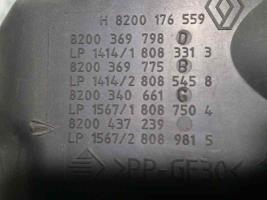 H 8200 176 559
8200 369 798 D
LP 1414/1 808 331 3
8200 369 775 B
LP 1414/2 808 545 8
8200 340 661 G
LP 1567/1 808 750 4
8200 437 239
LP 1567/2 808 981 5
>PP-GF30<